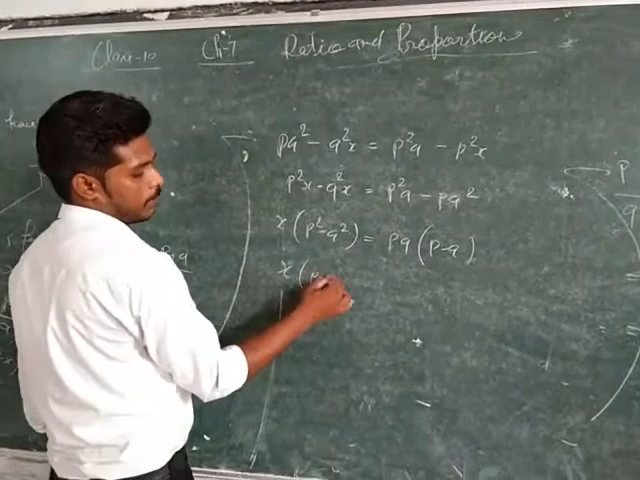 Class-10 Ch-7 Ratio and Proportion
pq² - q²x = p²q - p²x
p²x - q²x = p²q - pq²
x(p² - q²) = pq(p-q)
x(p
p
q